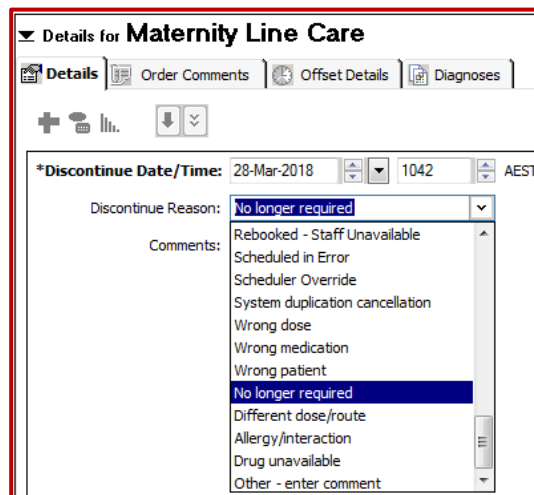 Details for Maternity Line Care
Details Order Comments Offset Details Diagnoses
*Discontinue Date/Time: 28-Mar-2018 1042 AEST
Discontinue Reason: No longer required
Comments:
Rebooked - Staff Unavailable
Scheduled in Error
Scheduler Override
System duplication cancellation
Wrong dose
Wrong medication
Wrong patient
No longer required
Different dose/route
Allergy/interaction
Drug unavailable
Other - enter comment